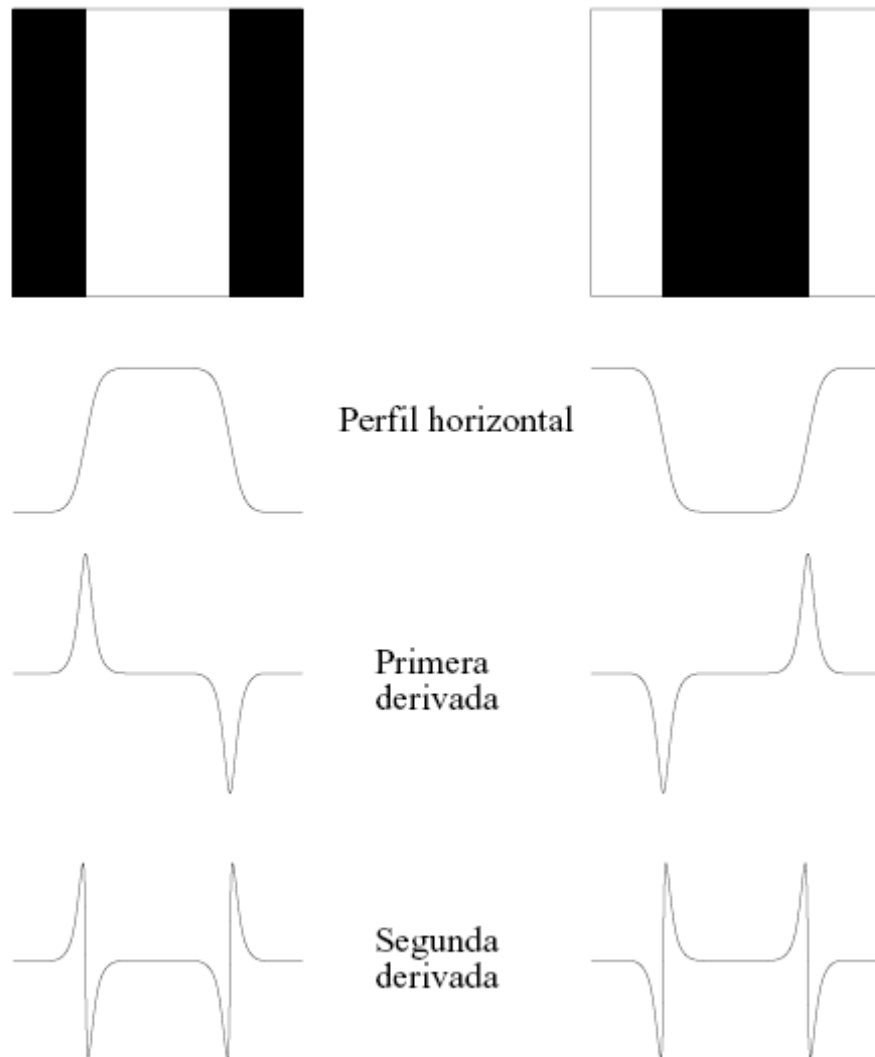 Perfil horizontal
Primera
derivada
Segunda
derivada